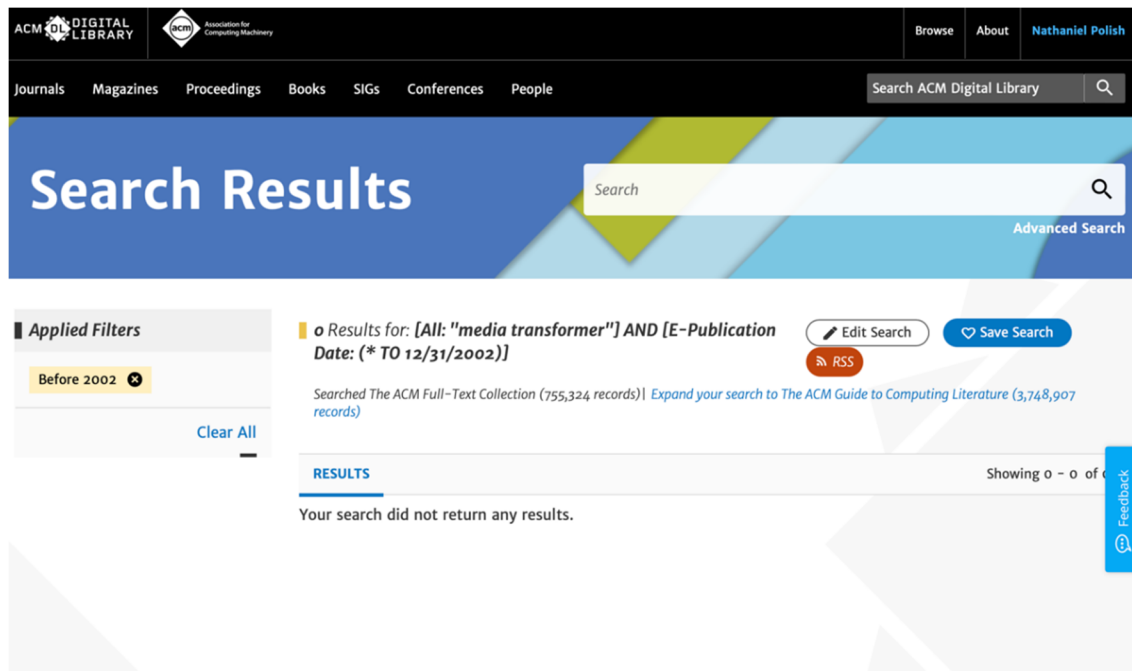 ACM DL DIGITAL LIBRARY
acm Association for Computing Machinery
Browse
About
Nathaniel Polish
Journals
Magazines
Proceedings
Books
SIGs
Conferences
People
Search ACM Digital Library
Search Results
Search
Advanced Search
Applied Filters
Before 2002
Clear All
0 Results for: [All: "media transformer"] AND [E-Publication
Date: (* TO 12/31/2002)]
Edit Search
Save Search
RSS
Searched The ACM Full-Text Collection (755,324 records)| Expand your search to The ACM Guide to Computing Literature (3,748,907
records)
RESULTS
Showing 0 - 0 of
Your search did not return any results.
Feedback